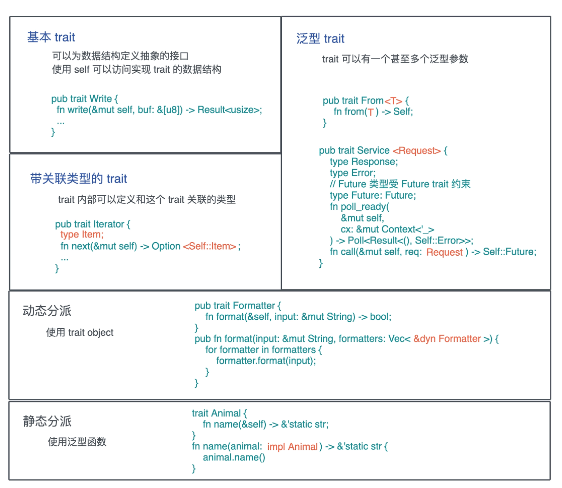 基本 trait
可以为数据结构定义抽象的接口
使用 self 可以访问实现 trait 的数据结构
pub trait Write {
fn write(&mut self, buf: &[u8]) -> Result<usize>;
...
}
带关联类型的 trait
trait 内部可以定义和这个 trait 关联的类型
pub trait Iterator {
type Item;
fn next(&mut self) -> Option <Self::Item> ;
...
}
泛型 trait
trait 可以有一个甚至多个泛型参数
pub trait From<T> {
fn from(T ) -> Self;
}
pub trait Service <Request> {
type Response;
type Error;
// Future 类型受 Future trait 约束
type Future: Future;
fn poll_ready(
&mut self,
cx: &mut Context<'_>
) -> Poll<Result<(), Self::Error>>;
fn call(&mut self, req: Request ) -> Self::Future;
}
动态分派
使用 trait object
pub trait Formatter {
fn format(&self, input: &mut String) -> bool;
}
pub fn format(input: &mut String, formatters: Vec< &dyn Formatter >) {
for formatter in formatters {
formatter.format(input);
}
}
静态分派
使用泛型函数
trait Animal {
fn name(&self) -> &'static str;
}
fn name(animal: impl Animal) -> &'static str {
animal.name()
}